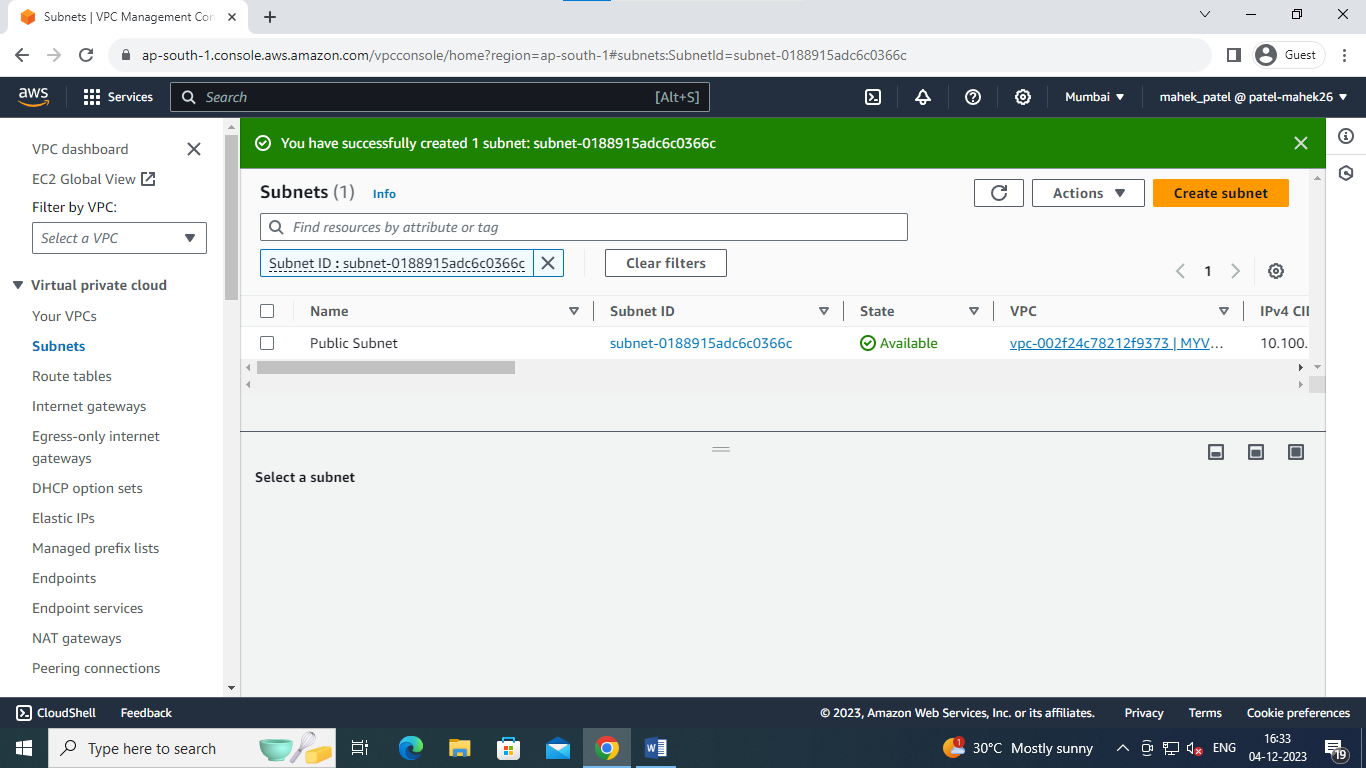 Subnets | VPC Management Con
ap-south-1.console.aws.amazon.com/vpcconsole/home?region=ap-south-1#subnets:SubnetId=subnet-0188915adc6c0366c
Guest
aws
Services
Search
[Alt+S]
Mumbai
mahek_patel @ patel-mahek26
VPC dashboard
EC2 Global View
Filter by VPC:
Select a VPC
Virtual private cloud
Your VPCs
Subnets
Route tables
Internet gateways
Egress-only internet
gateways
DHCP option sets
Elastic IPs
Managed prefix lists
Endpoints
Endpoint services
NAT gateways
Peering connections
You have successfully created 1 subnet: subnet-0188915adc6c0366c
Subnets (1) Info
Actions
Create subnet
Find resources by attribute or tag
Subnet ID : subnet-0188915adc6c0366c
Clear filters
1
Name Subnet ID State VPC IPv4 CID
Public Subnet subnet-0188915adc6c0366c Available vpc-002f24c78212f9373 | MYV... 10.100.
Select a subnet
CloudShell Feedback
© 2023, Amazon Web Services, Inc. or its affiliates. Privacy Terms Cookie preferences
Type here to search
1
30°C Mostly sunny
ENG
16:33
04-12-2023
19